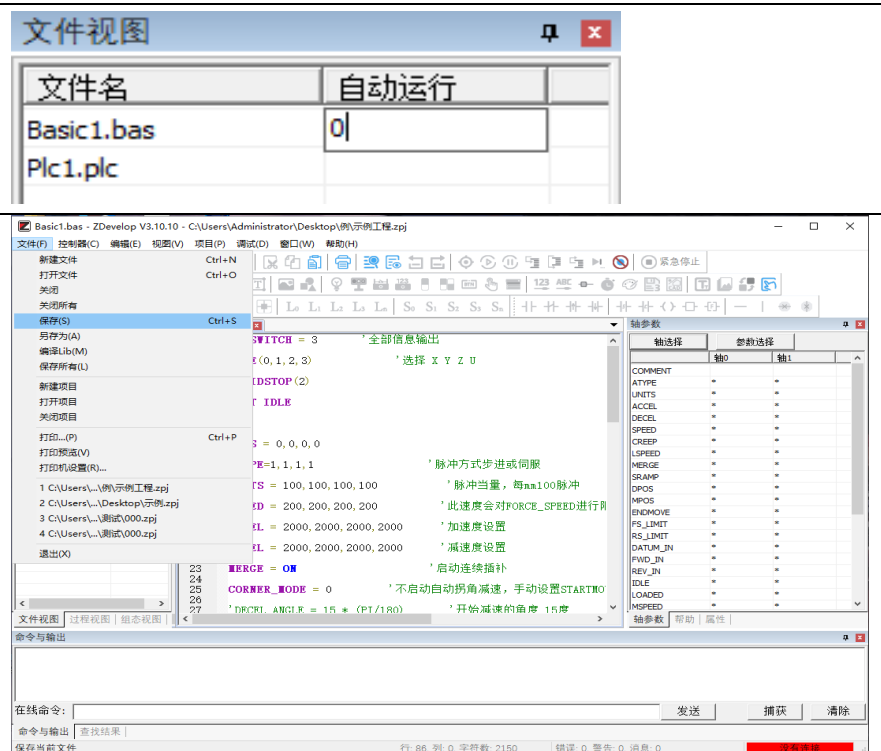 文件视图
文件名 自动运行
Basic1.bas 0
Plc1.plc
Basic1.bas - ZDevelop V3.10.10 - C:\Users\Administrator\Desktop\例\示例工程.zpj
文件(F) 控制器(C) 编辑(E) 视图(V) 项目(P) 调试(D) 窗口(W) 帮助(H)
新建文件 Ctrl+N
打开文件 Ctrl+O
关闭
关闭所有
保存(S) Ctrl+S
另存为(A)
编译Lib(M)
保存所有(L)
新建项目
打开项目
关闭项目
打印...(P) Ctrl+P
打印预览(V)
打印机设置(R)...
1 C:\Users\...\例\示例工程.zpj
2 C:\Users\...\Desktop\示例.zpj
3 C:\Users\...\测试\000.zpj
4 C:\Users\...\测试\000.zpj
退出(X)
紧急停止
L₀ L₁ L₂ L₃ Lₙ S₀ S₁ S₂ S₃ Sₙ
SWITCH = 3 '全部信息输出
(0,1,2,3) '选择 X Y Z U
IDSTOP(2)
T IDLE
S = 0,0,0,0
PE=1,1,1,1 '脉冲方式步进或伺服
TS = 100,100,100,100 '脉冲当量，每mm100脉冲
ED = 200,200,200,200 '此速度会对FORCE_SPEED进行
EL = 2000,2000,2000,2000 '加速度设置
EL = 2000,2000,2000,2000 '减速度设置
23 MERGE = ON '启动连续插补
24
25 CORNER_MODE = 0 '不启动自动拐角减速，手动设置STARTMO
26
27 'DECEL_ANGLE = 15 * (PI/180) '开始减速的角度 15度
轴参数
轴选择 参数选择
轴0 轴1
COMMENT
ATYPE * *
UNITS * *
ACCEL * *
DECEL * *
SPEED * *
CREEP * *
LSPEED * *
MERGE * *
SRAMP * *
DPOS * *
MPOS * *
ENDMOVE * *
FS_LIMIT * *
RS_LIMIT * *
DATUM_IN * *
FWD_IN * *
REV_IN * *
IDLE * *
LOADED * *
MSPEED * *
文件视图 过程视图 组态视图
轴参数 帮助 属性
命令与输出
在线命令: 发送 捕获 清除
命令与输出 查找结果
保存当前文件 行: 86 列: 0 字符数: 2150 错误: 0 警告: 0 消息: 0 没有连接